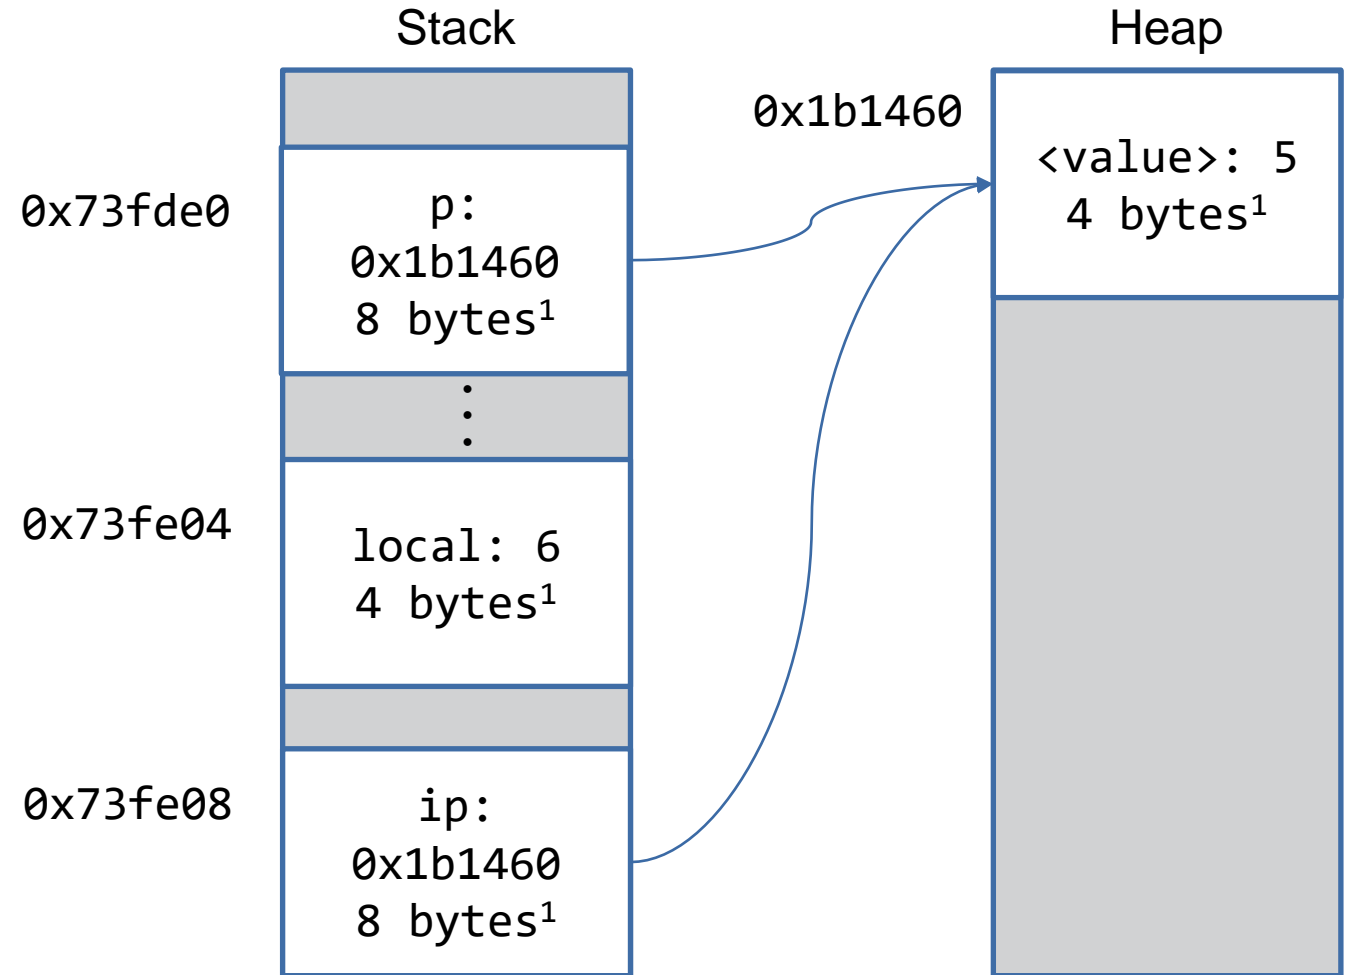 Stack
Heap
0x1b1460
<value>: 5
4 bytes¹
0x73fde0
p:
0x1b1460
8 bytes¹
.
.
.
0x73fe04
local: 6
4 bytes¹
0x73fe08
ip:
0x1b1460
8 bytes¹